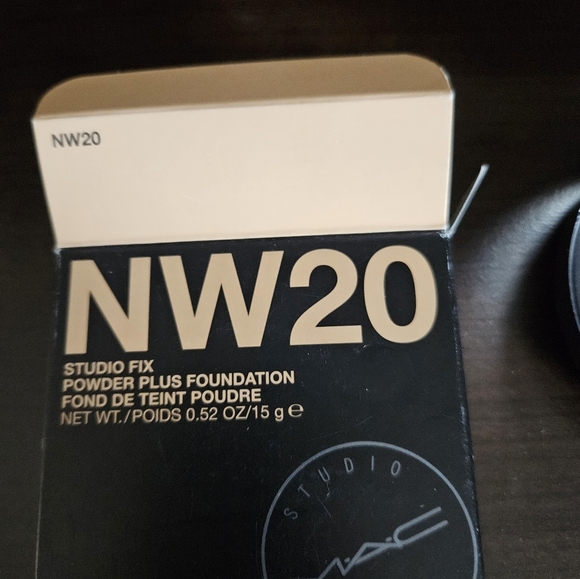 NW20
NW20
STUDIO FIX
POWDER PLUS FOUNDATION
FOND DE TEINT POUDRE
NET WT./POIDS 0.52 OZ/15 g ℮
STUDIO
M·A·C